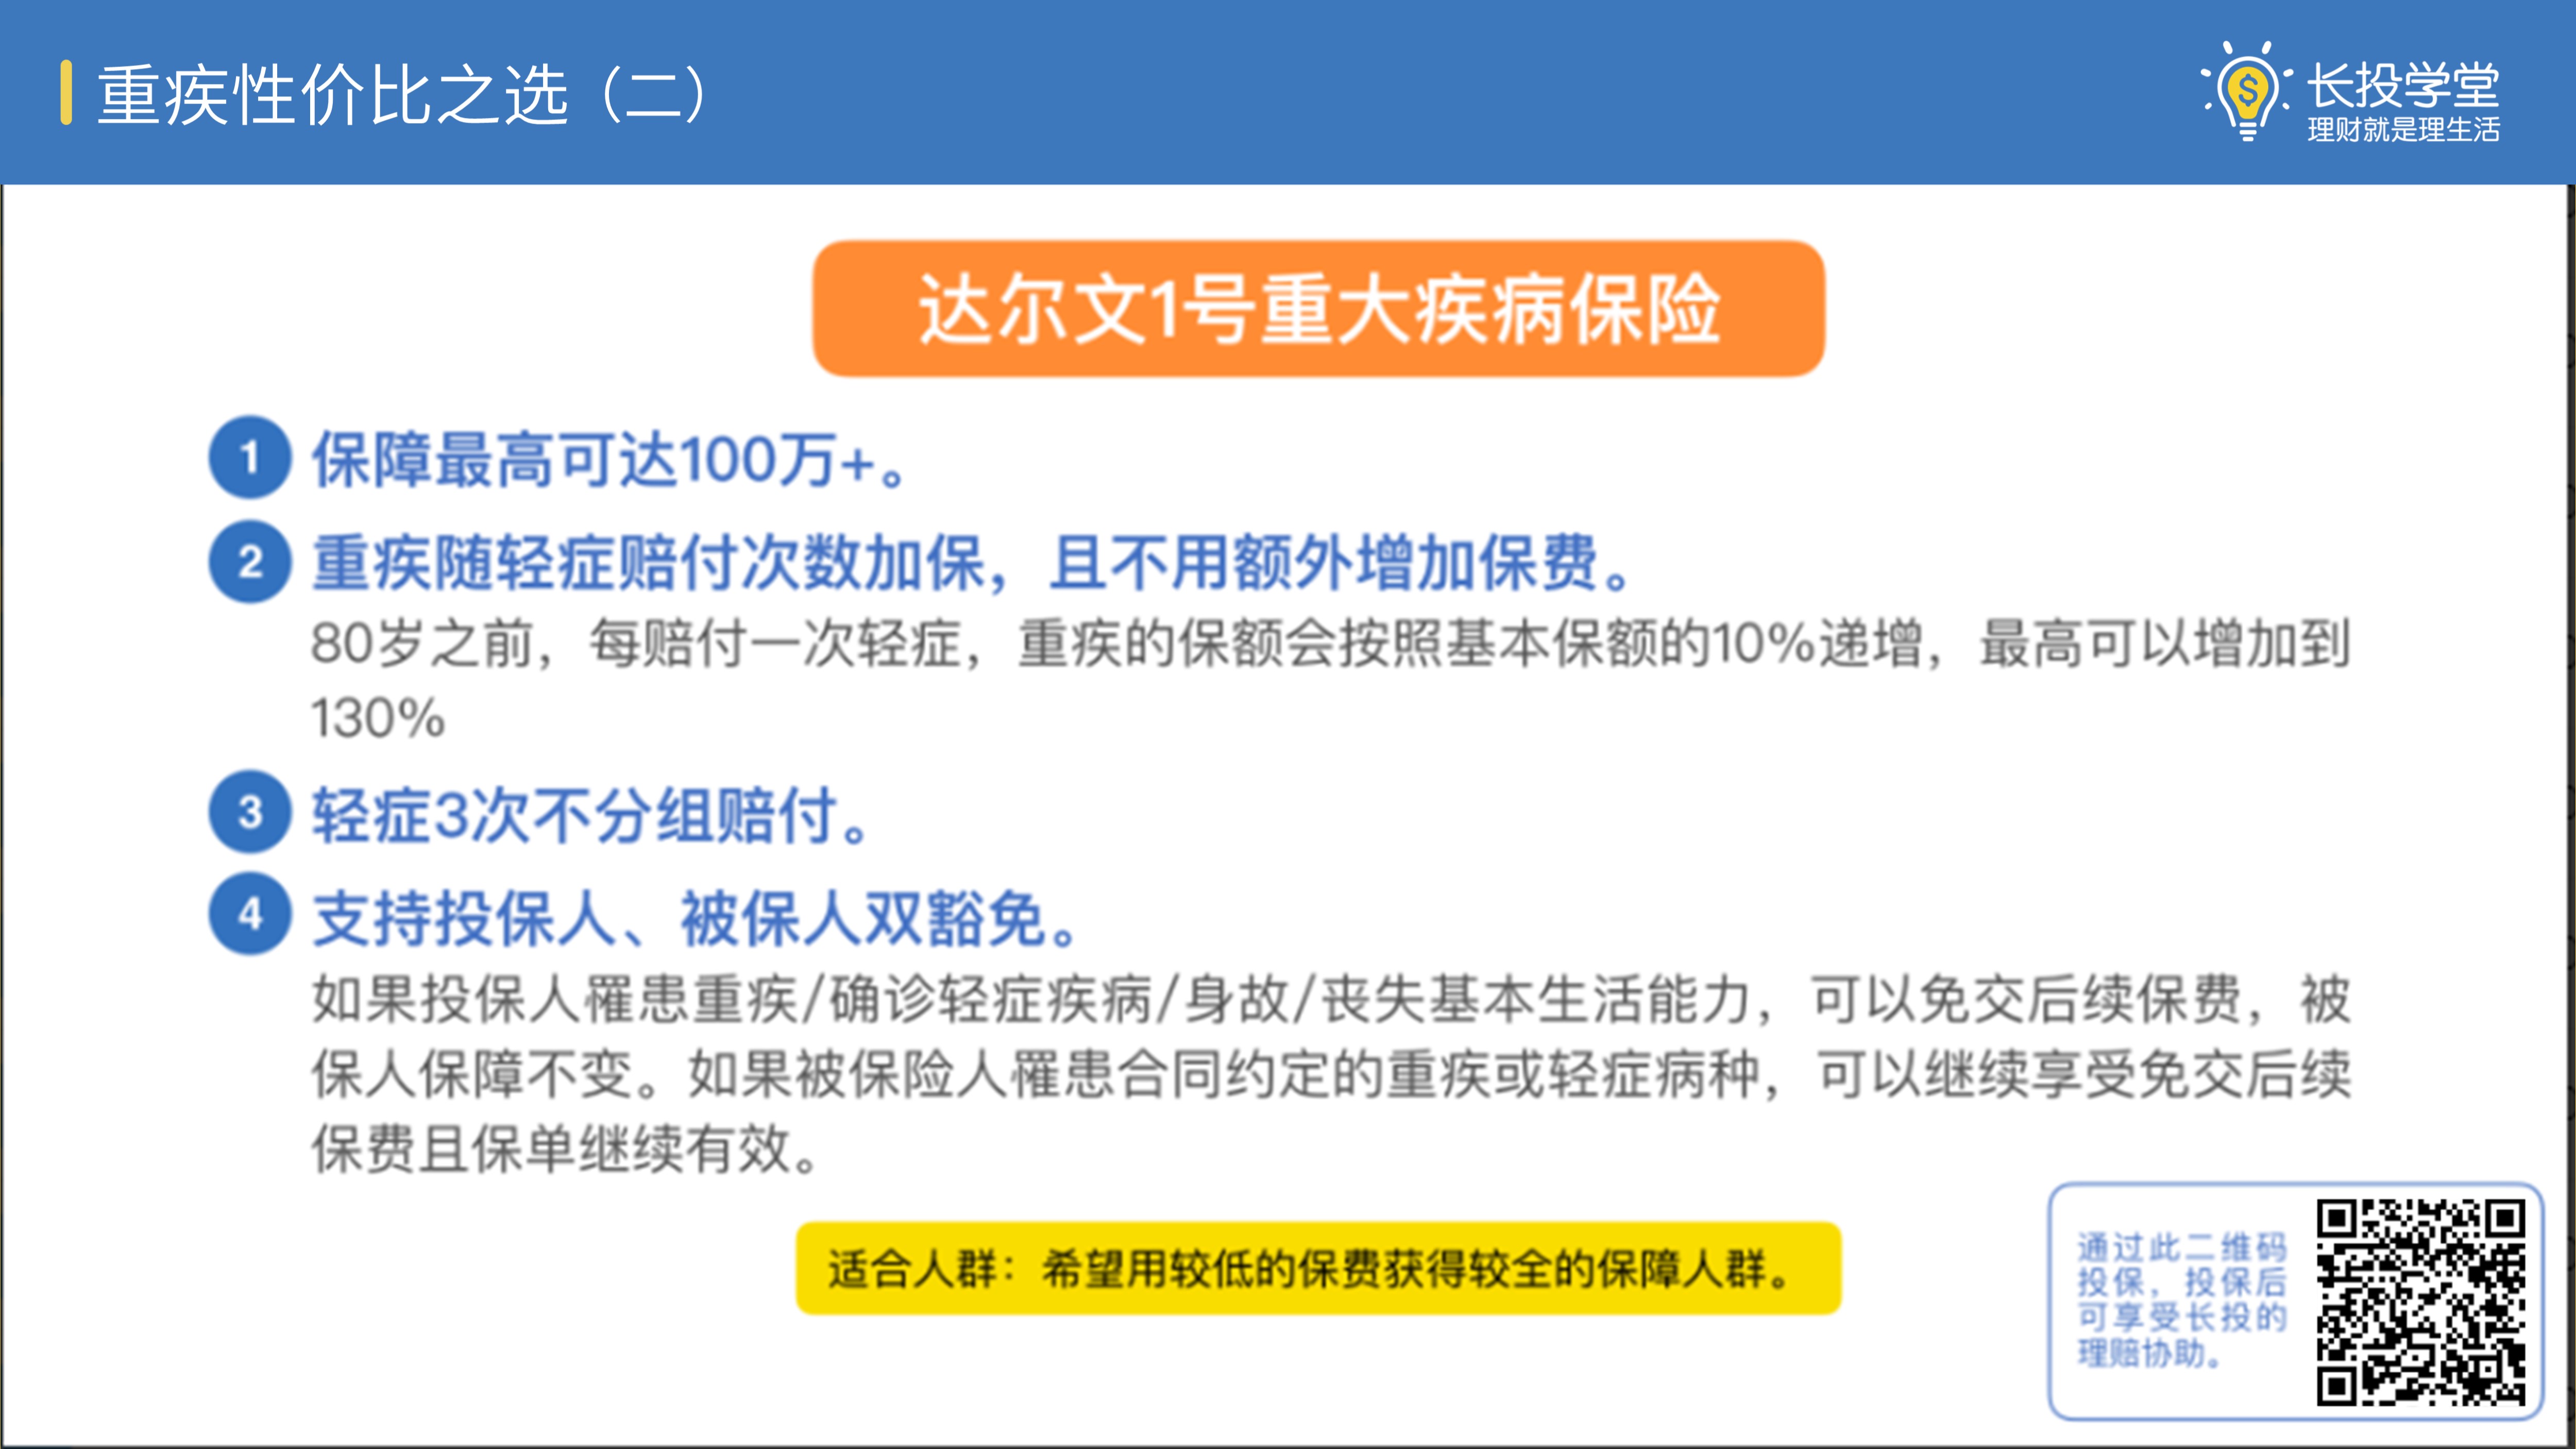 重疾性价比之选（二）
长投学堂
理财就是理生活
达尔文1号重大疾病保险
1 保障最高可达100万+。
2 重疾随轻症赔付次数加保，且不用额外增加保费。
80岁之前，每赔付一次轻症，重疾的保额会按照基本保额的10%递增，最高可以增加到
130%
3 轻症3次不分组赔付。
4 支持投保人、被保人双豁免。
如果投保人罹患重疾/确诊轻症疾病/身故/丧失基本生活能力，可以免交后续保费，被
保人保障不变。如果被保险人罹患合同约定的重疾或轻症病种，可以继续享受免交后续
保费且保单继续有效。
适合人群：希望用较低的保费获得较全的保障人群。
通过此二维码
投保，投保后
可享受长投的
理赔协助。